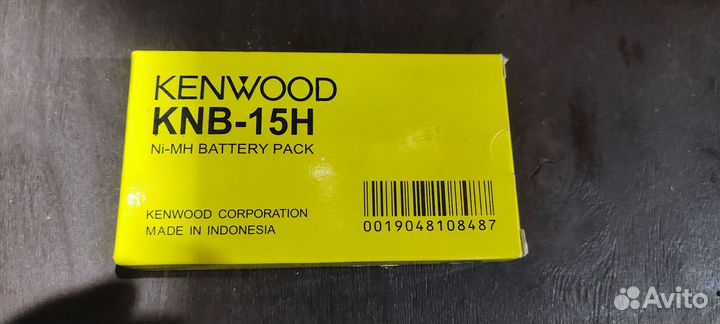 KENWOOD
KNB-15H
Ni-MH BATTERY PACK
KENWOOD CORPORATION
MADE IN INDONESIA
0019048108487
Avito